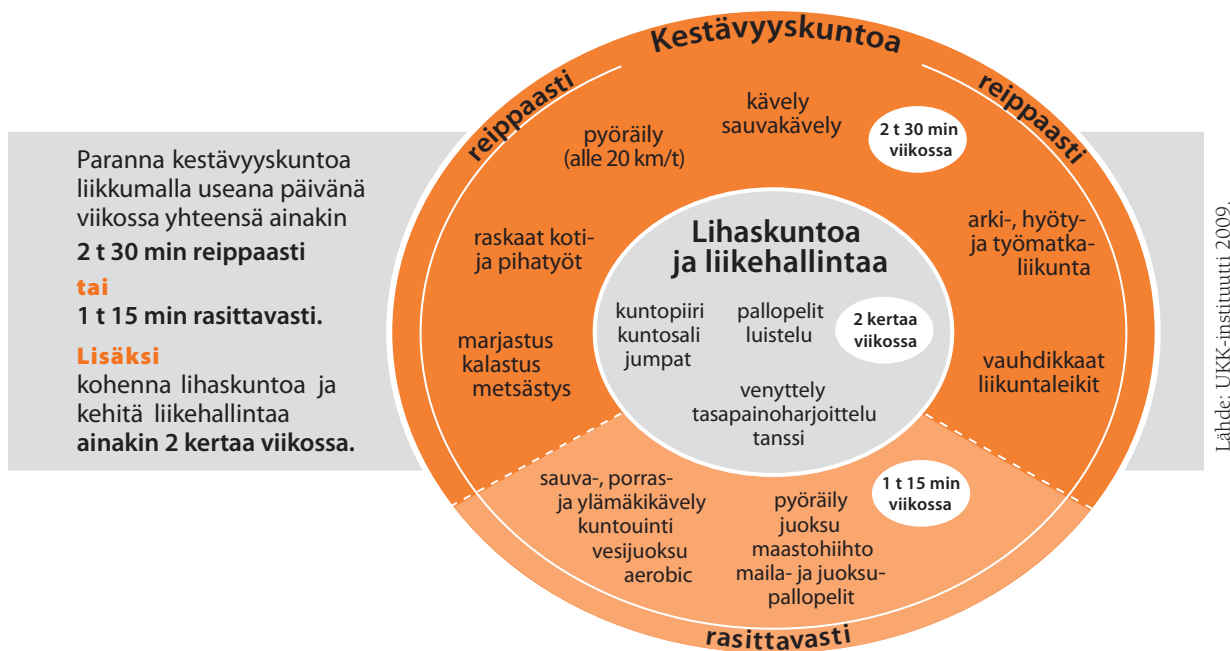 Paranna kestävyyskuntoa
liikkumalla useana päivänä
viikossa yhteensä ainakin
2 t 30 min reippaasti
tai
1 t 15 min rasittavasti.
Lisäksi
kohenna lihaskuntoa ja
kehitä liikehallintaa
ainakin 2 kertaa viikossa.
Kestävyyskuntoa
reippaasti
reippaasti
kävely
sauvakävely
2 t 30 min
viikossa
pyöräily
(alle 20 km/t)
raskaat koti-
ja pihatyöt
marjastus
kalastus
metsästys
arki-, hyöty-
ja työmatka-
liikunta
vauhdikkaat
liikuntaleikit
Lihaskuntoa
ja liikehallintaa
kuntopiiri
kuntosali
jumpat
pallopelit
luistelu
2 kertaa
viikossa
venyttely
tasapainoharjoittelu
tanssi
sauva-, porras-
ja ylämäkikävely
kuntouinti
vesijuoksu
aerobic
pyöräily
juoksu
maastohiihto
maila- ja juoksu-
pallopelit
1 t 15 min
viikossa
rasittavasti
Lähde: UKK-instituutti 2009.